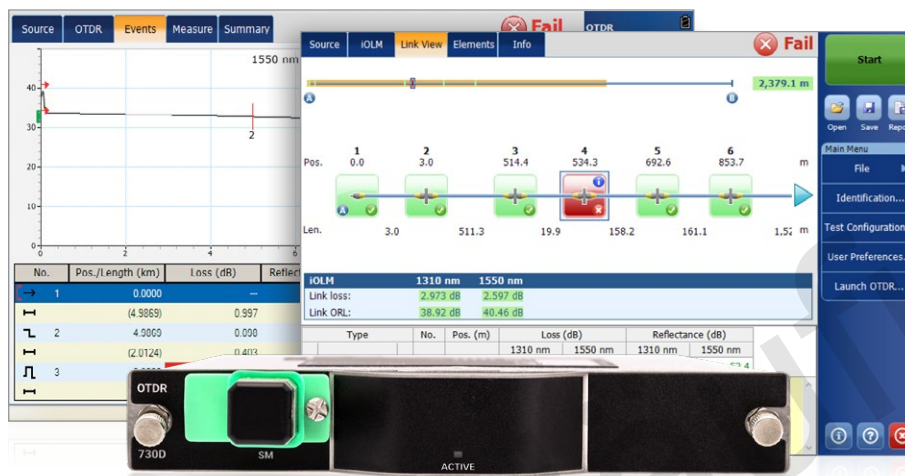 Source OTDR Events Measure Summary
Fail
OTDR
1550 nm
40
30
20
10
0
2
0 2 4 6
No. Pos./Length (km) Loss (dB)
1 0.0000 ---
(4.9869) 0.997
2 4.9869 0.090
(2.0124) 0.403
3
Source iOLM Link View Elements Info
Fail
2,379.1 m
A
B
1 2 3 4 5 6
Pos. 0.0 3.0 514.4 534.3 692.6 853.7 m
A
Len. 3.0 511.3 19.9 158.2 161.1 m
iOLM 1310 nm 1550 nm
Link loss: 2.973 dB 2.597 dB
Link ORL: 38.92 dB 40.46 dB
Type No. Pos. (m) Loss (dB) Reflectance (dB)
1310 nm 1550 nm 1310 nm 1550 nm
Start
Open Save
Main Menu
File
Identification...
Test Configuration
User Preferences.
Launch OTDR...
OTDR
730D
SM
ACTIVE